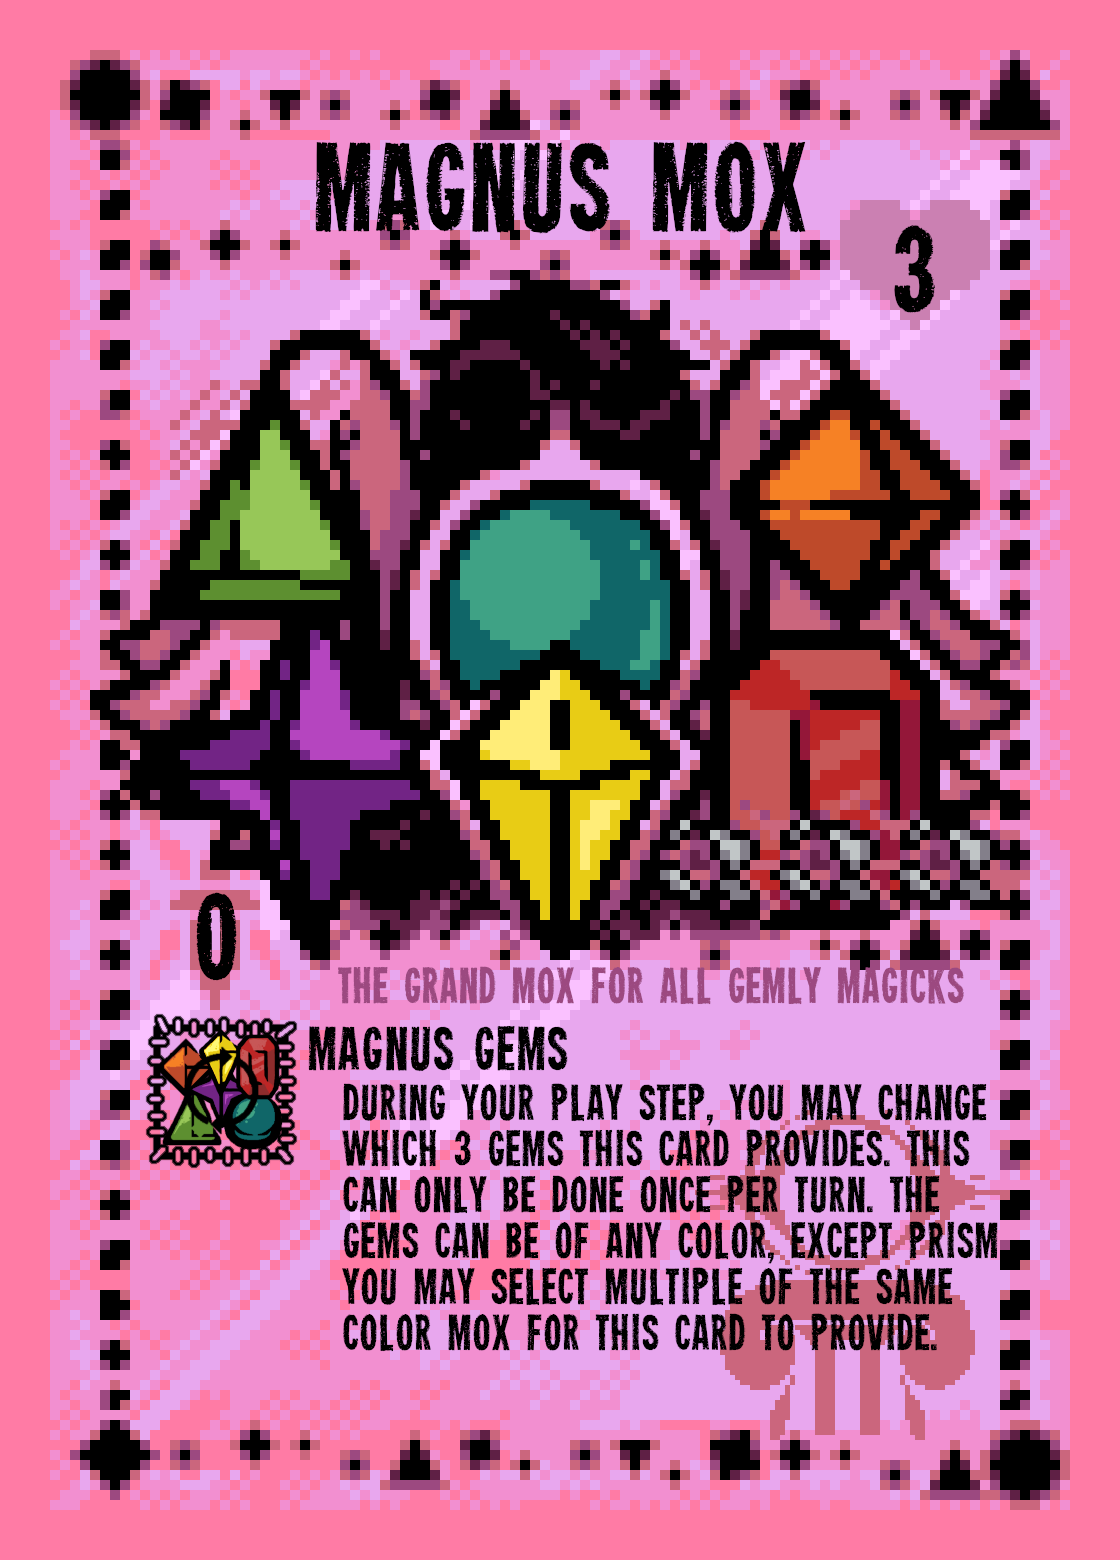 MAGNUS MOX
3
0
THE GRAND MOX FOR ALL GEMLY MAGICKS
MAGNUS GEMS
DURING YOUR PLAY STEP, YOU MAY CHANGE
WHICH 3 GEMS THIS CARD PROVIDES. THIS
CAN ONLY BE DONE ONCE PER TURN. THE
GEMS CAN BE OF ANY COLOR, EXCEPT PRISM
YOU MAY SELECT MULTIPLE OF THE SAME
COLOR MOX FOR THIS CARD TO PROVIDE.